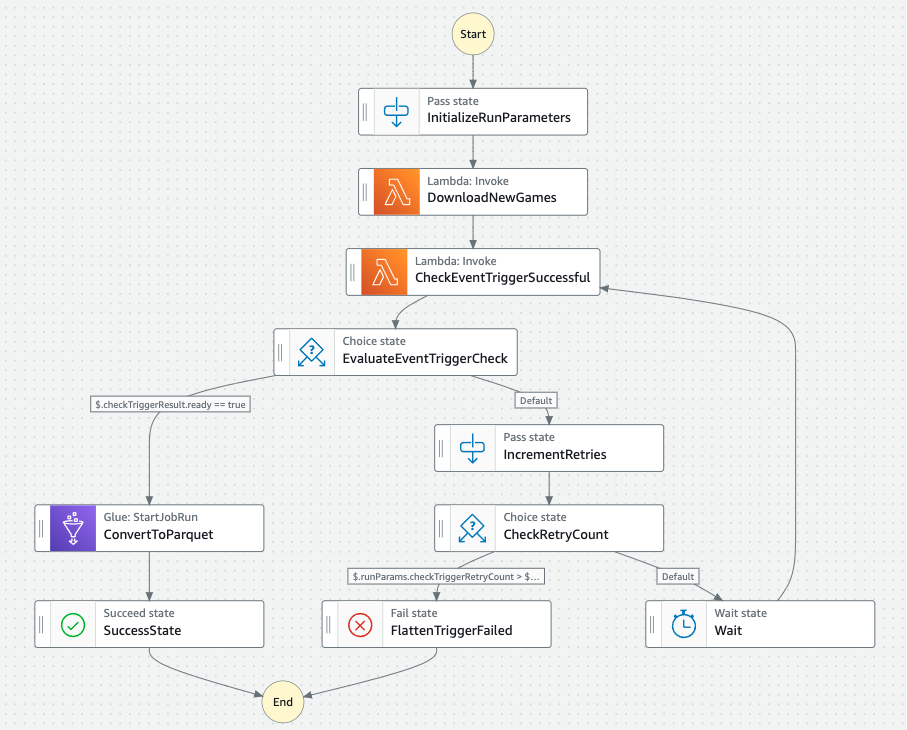 Start
Pass state
InitializeRunParameters
Lambda: Invoke
DownloadNewGames
Lambda: Invoke
CheckEventTriggerSuccessful
Choice state
EvaluateEventTriggerCheck
$.checkTriggerResult.ready == true
Default
Pass state
IncrementRetries
Glue: StartJobRun
ConvertToParquet
Choice state
CheckRetryCount
$.runParams.checkTriggerRetryCount > $...
Default
Succeed state
SuccessState
Fail state
FlattenTriggerFailed
Wait state
Wait
End